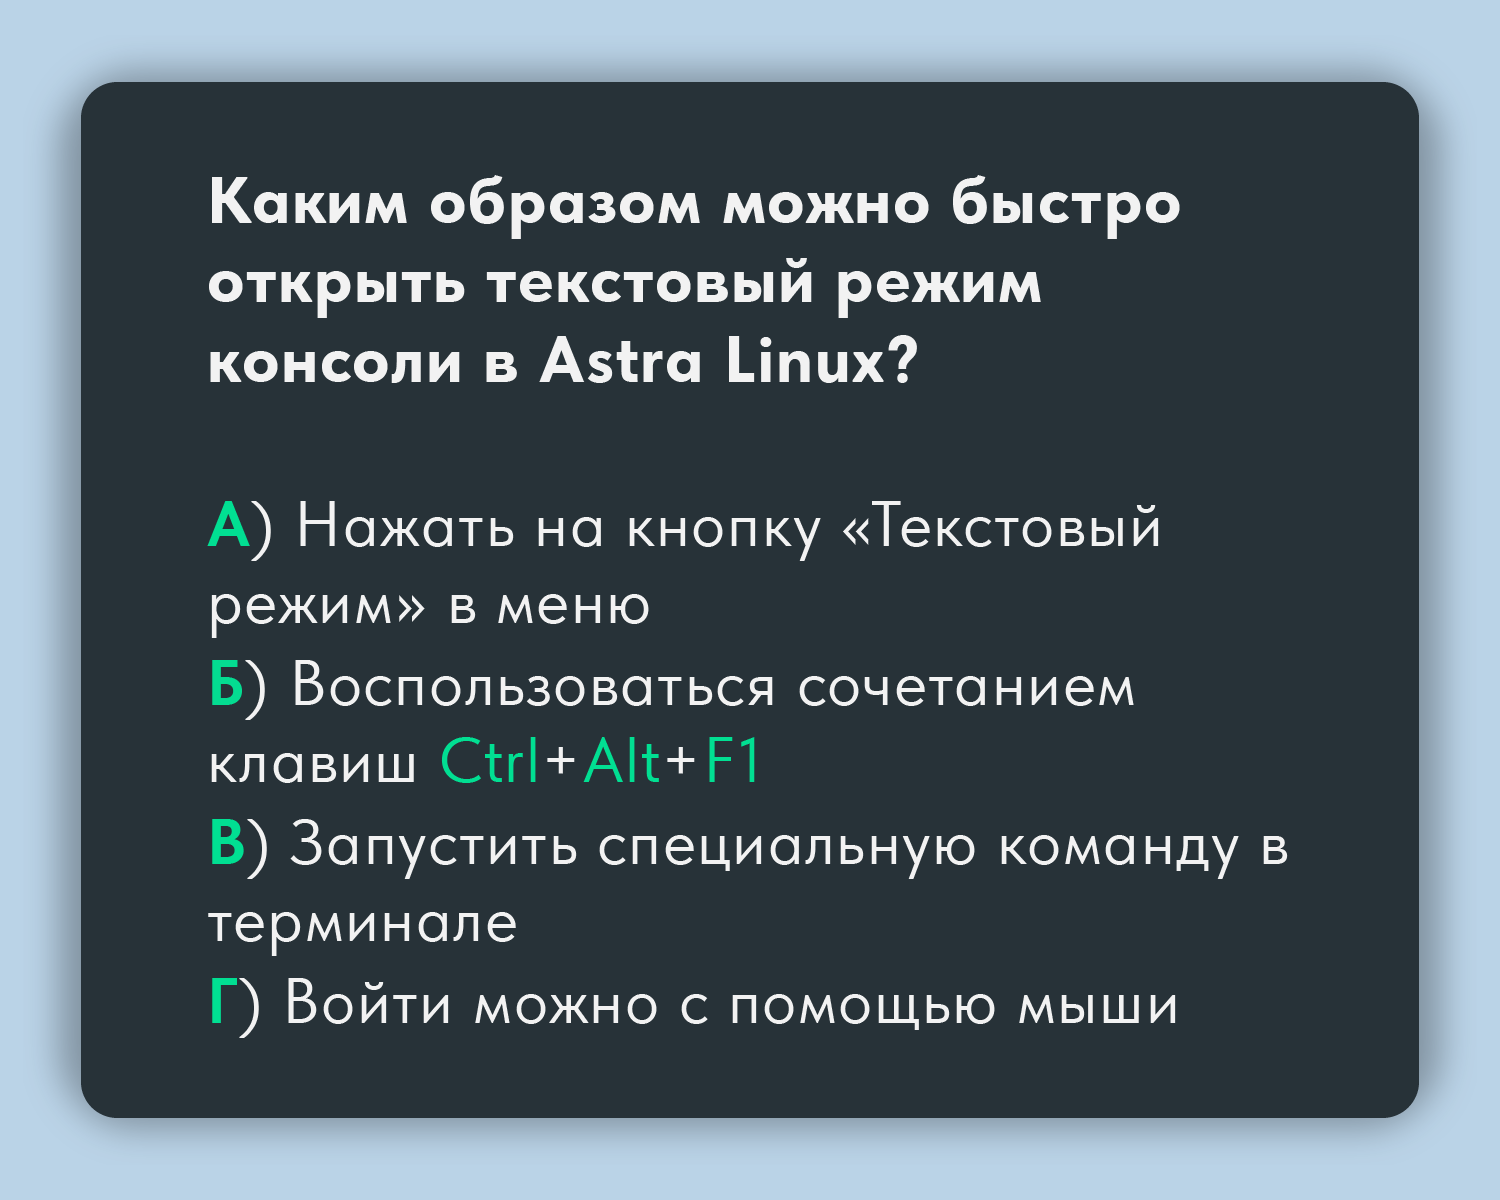 Каким образом можно быстро
открыть текстовый режим
консоли в Astra Linux?
А) Нажать на кнопку «Текстовый
режим» в меню
Б) Воспользоваться сочетанием
клавиш Ctrl+Alt+F1
В) Запустить специальную команду в
терминале
Г) Войти можно с помощью мыши